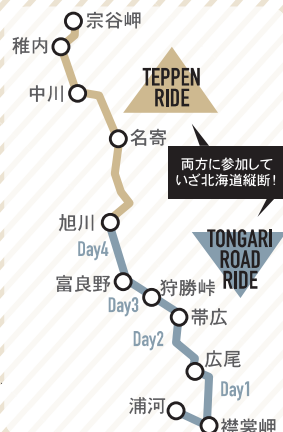 宗谷岬
稚内
中川
TEPPEN
RIDE
名寄
両方に参加して
いざ北海道縦断!
旭川
Day4
TONGARI
ROAD
RIDE
富良野
狩勝峠
Day3
帯広
Day2
広尾
Day1
浦河
襟裳岬